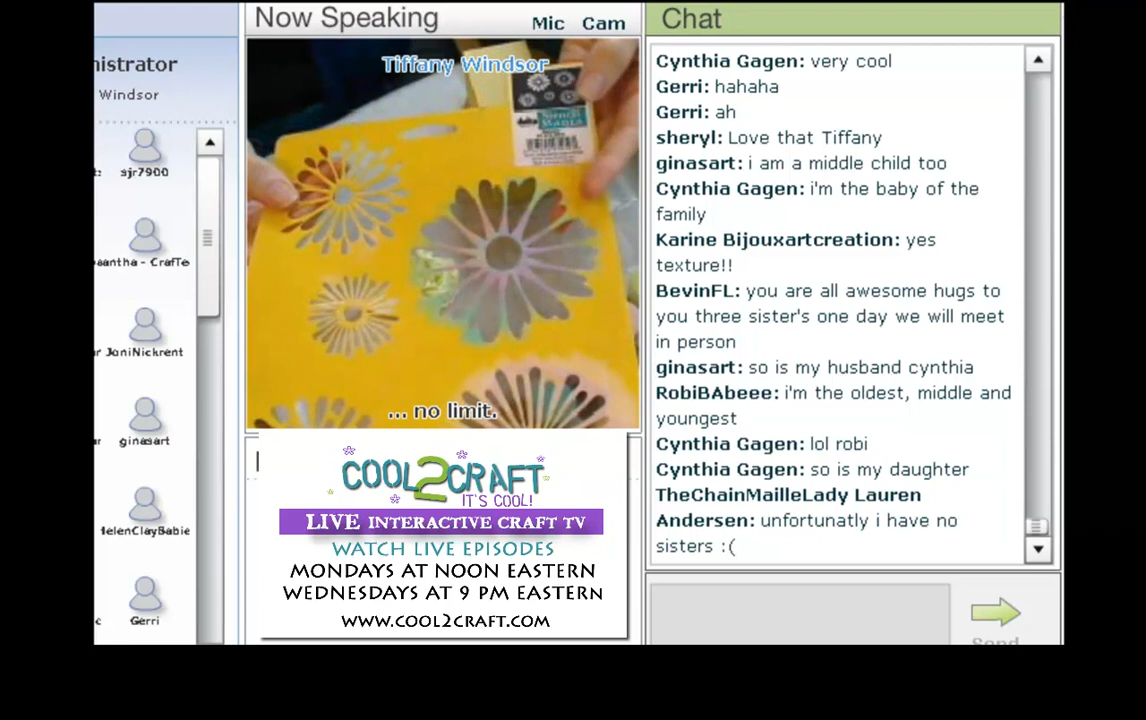 nistrator
Windsor
sjr7900
JoniNickrent
ginasart
Gerri
Now Speaking
Mic Cam
Tiffany Windsor
... no limit.
COOL2CRAFT
IT'S COOL!
LIVE INTERACTIVE CRAFT TV
WATCH LIVE EPISODES
MONDAYS AT NOON EASTERN
WEDNESDAYS AT 9 PM EASTERN
WWW.COOL2CRAFT.COM
Chat
Cynthia Gagen: very cool
Gerri: hahaha
Gerri: ah
sheryl: Love that Tiffany
ginasart: i am a middle child too
Cynthia Gagen: i'm the baby of the
family
Karine Bijouxartcreation: yes
texture!!
BevinFL: you are all awesome hugs to
you three sister's one day we will meet
in person
ginasart: so is my husband cynthia
RobiBAbeee: i'm the oldest, middle and
youngest
Cynthia Gagen: lol robi
Cynthia Gagen: so is my daughter
TheChainMailleLady Lauren
Andersen: unfortunatly i have no
sisters :(
Send